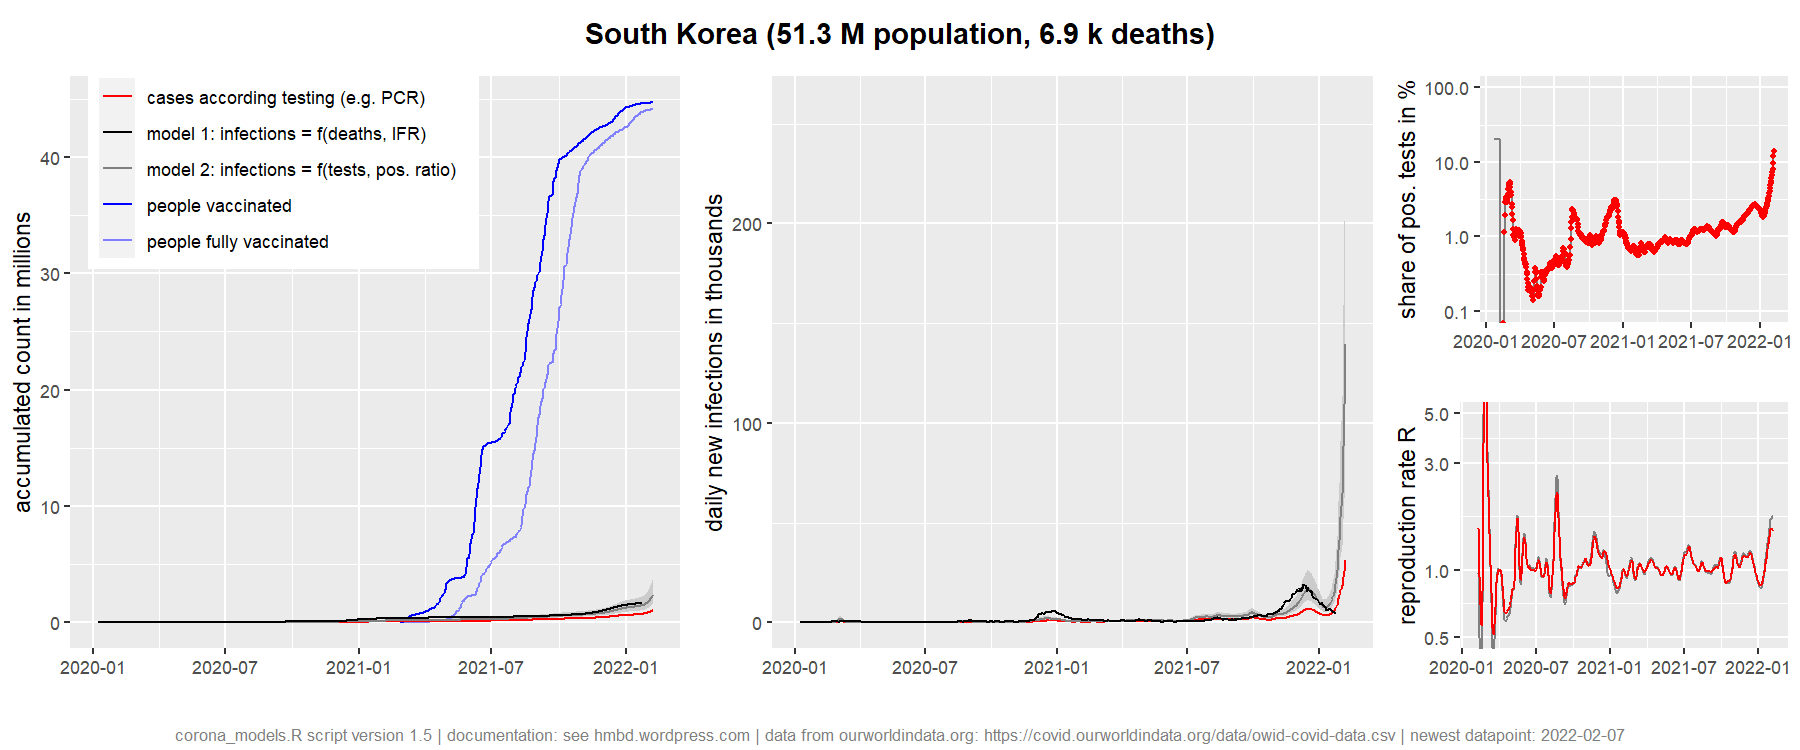 South Korea (51.3 M population, 6.9 k deaths)
accumulated count in millions
cases according testing (e.g. PCR)
model 1: infections = f(deaths, IFR)
model 2: infections = f(tests, pos. ratio)
people vaccinated
people fully vaccinated
40
30
20
10
0
2020-01 2020-07 2021-01 2021-07 2022-01
daily new infections in thousands
200
100
0
2020-01 2020-07 2021-01 2021-07 2022-01
share of pos. tests in %
100.0
10.0
1.0
0.1
2020-01 2020-07 2021-01 2021-07 2022-01
reproduction rate R
5.0
3.0
1.0
0.5
2020-01 2020-07 2021-01 2021-07 2022-01
corona_models.R script version 1.5 | documentation: see hmbd.wordpress.com | data from ourworldindata.org: https://covid.ourworldindata.org/data/owid-covid-data.csv | newest datapoint: 2022-02-07